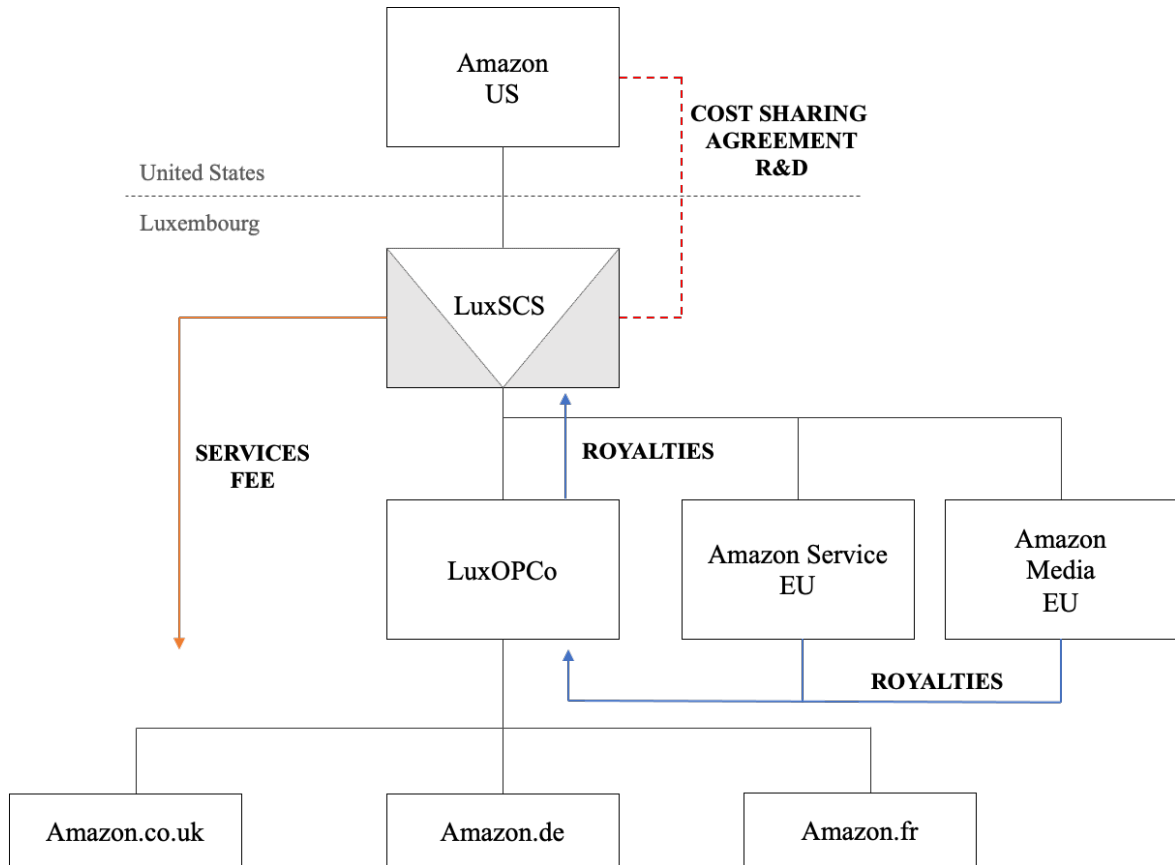 Amazon
US
COST SHARING
AGREEMENT
R&D
United States
Luxembourg
LuxSCS
SERVICES
FEE
ROYALTIES
LuxOPCo
Amazon Service
EU
Amazon
Media
EU
ROYALTIES
Amazon.co.uk
Amazon.de
Amazon.fr